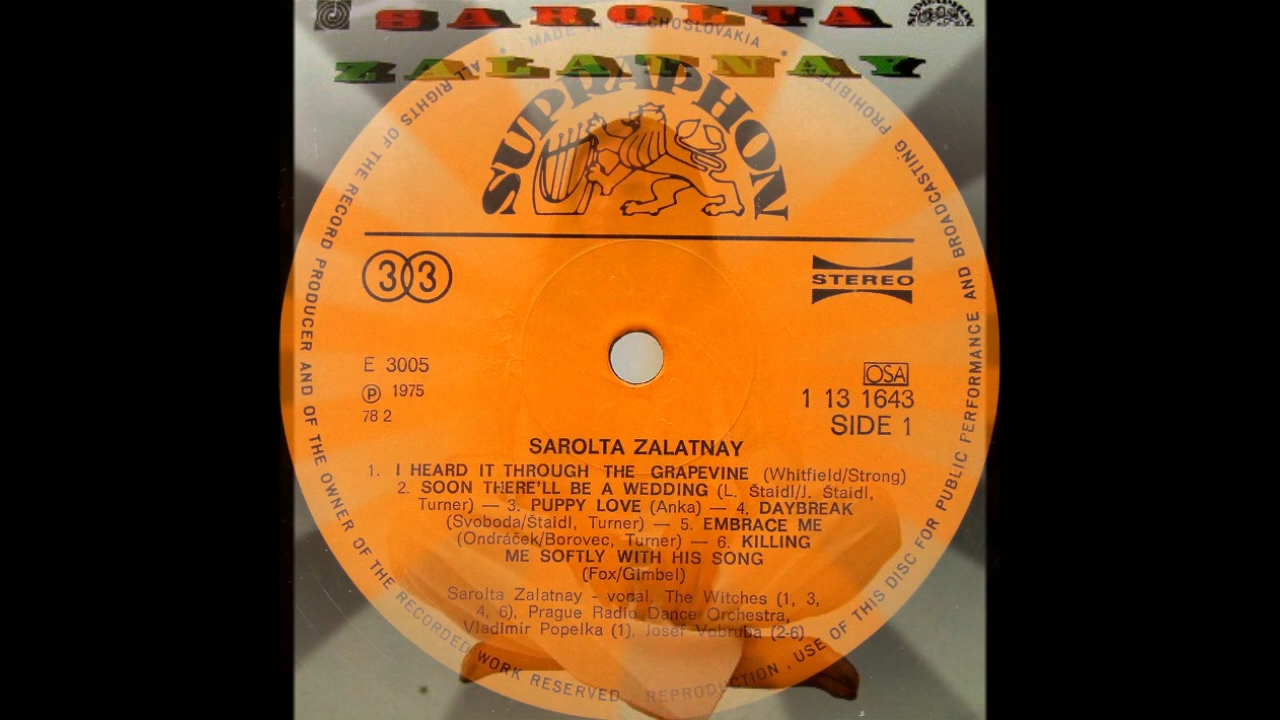 SAROLTA
SUPRAPHON
ZALATNAY
MADE IN CZECHOSLOVAKIA
SUPRAPHON
33
STEREO
E 3005
℗ 1975
78 2
OSA
1 13 1643
SIDE 1
SAROLTA ZALATNAY
1. I HEARD IT THROUGH THE GRAPEVINE (Whitfield/Strong)
2. SOON THERE'LL BE A WEDDING (L. Štaidl/J. Štaidl,
Turner) — 3. PUPPY LOVE (Anka) — 4. DAYBREAK
(Svoboda/Štaidl, Turner) — 5. EMBRACE ME
(Ondráček/Borovec, Turner) — 6. KILLING
ME SOFTLY WITH HIS SONG
(Fox/Gimbel)
Sarolta Zalatnay - vocal, The Witches (1, 3,
4, 6), Prague Radio Dance Orchestra,
Vladimír Popelka (1), Josef Vobruba (2-6)
ALL RIGHTS OF THE RECORD PRODUCER AND OF THE OWNER OF THE RECORDED WORK RESERVED - REPRODUCTION, USE OF THIS DISC FOR PUBLIC PERFORMANCE AND BROADCASTING PROHIBITED